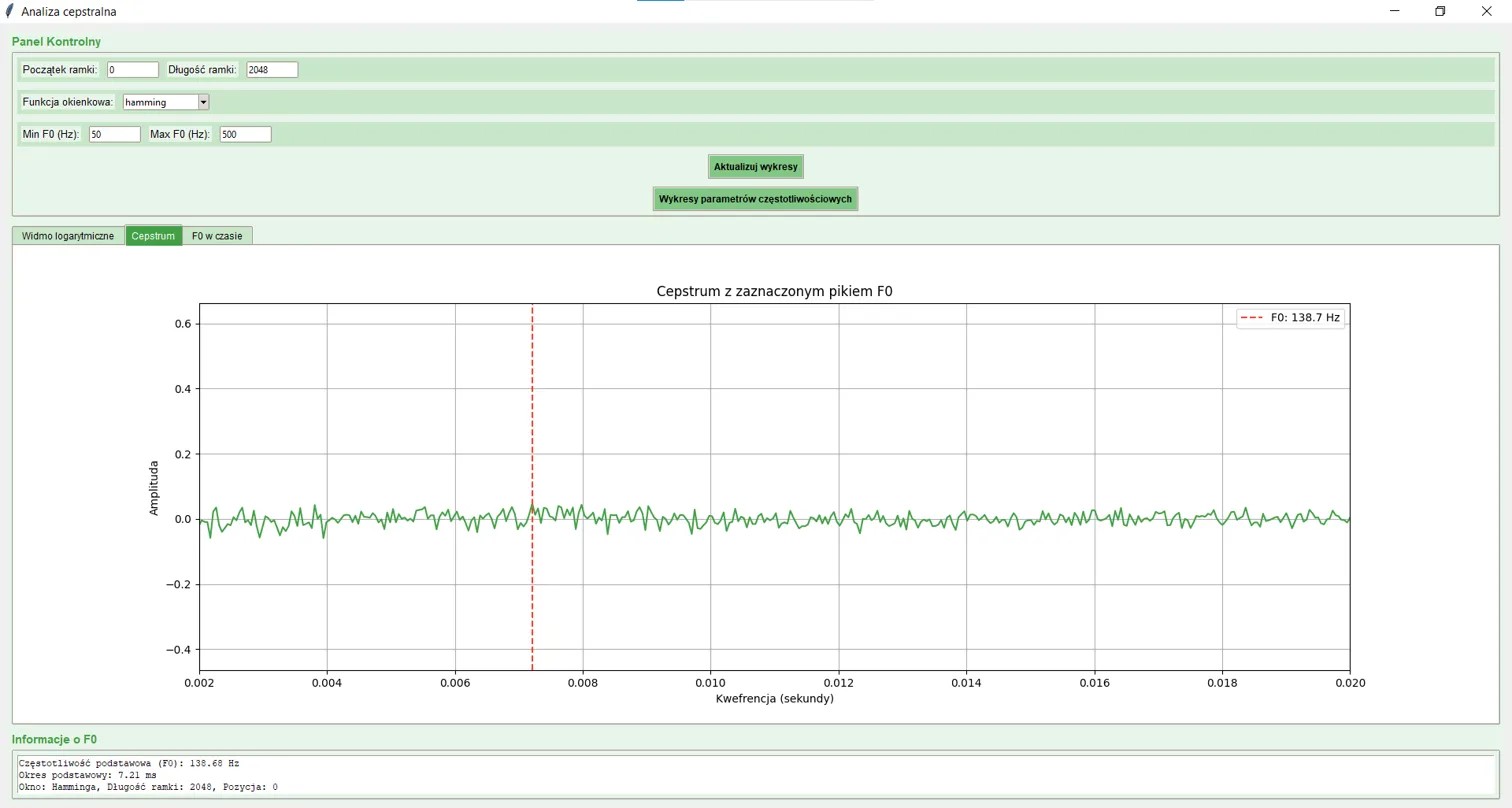 Analiza cepstralna
Panel Kontrolny
Początek ramki: 0 Długość ramki: 2048
Funkcja okienkowa: hamming
Min F0 (Hz): 50 Max F0 (Hz): 500
Aktualizuj wykresy
Wykresy parametrów częstotliwościowych
Widmo logarytmiczne Cepstrum F0 w czasie
Cepstrum z zaznaczonym pikiem F0
F0: 138.7 Hz
0.6
0.4
0.2
0.0
−0.2
−0.4
Amplituda
0.002 0.004 0.006 0.008 0.010 0.012 0.014 0.016 0.018 0.020
Kwefrencja (sekundy)
Informacje o F0
Częstotliwość podstawowa (F0): 138.68 Hz
Okres podstawowy: 7.21 ms
Okno: Hamminga, Długość ramki: 2048, Pozycja: 0